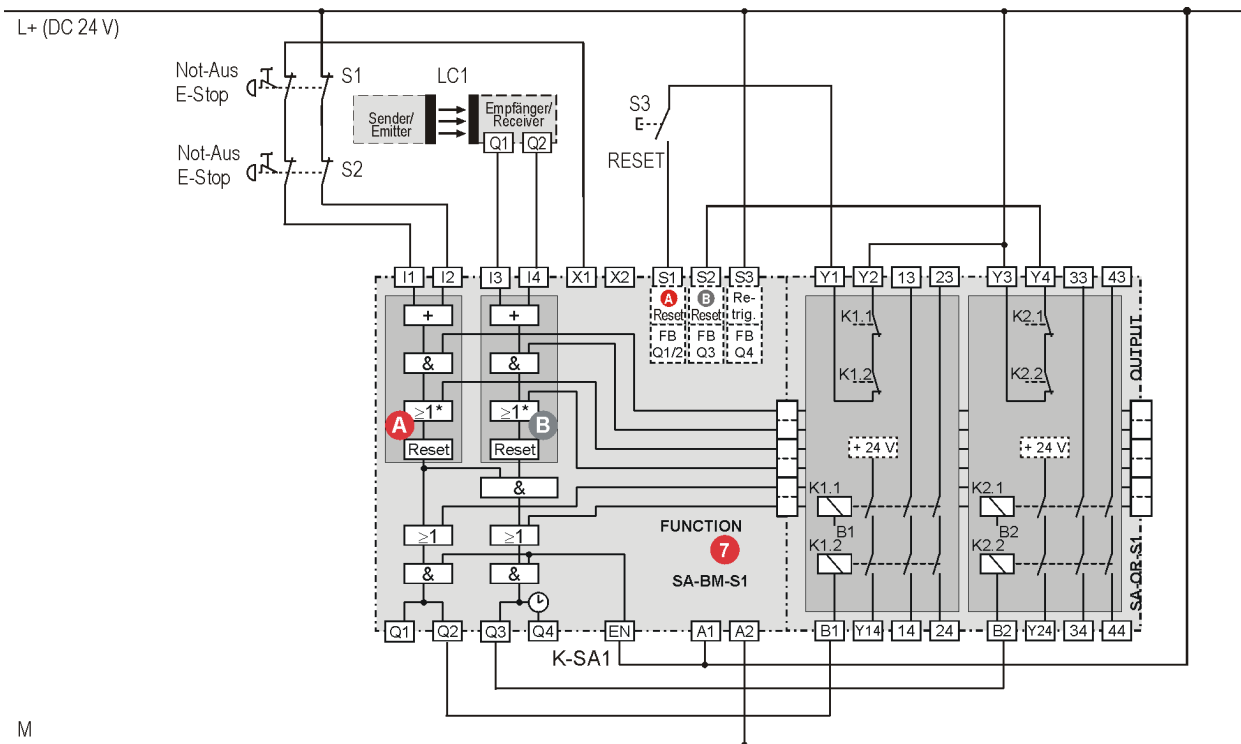 L+ (DC 24 V)
Not-Aus
E-Stop
S1
LC1
Sender/
Emitter
Empfänger/
Receiver
Q1 Q2
S3
RESET
Not-Aus
E-Stop
S2
I1 I2 I3 I4 X1 X2 S1 S2 S3 Y1 Y2 13 23 Y3 Y4 33 43
A
Reset
B
Reset
Re-
trig.
FB
Q1/2
FB
Q3
FB
Q4
+ +
& &
≥1* ≥1*
A B
Reset Reset
&
≥1 ≥1
& &
K1.1
K1.2
K2.1
K2.2
+ 24 V + 24 V
K1.1
B1
K1.2
K2.1
B2
K2.2
OUTPUT
SA-OR-S1
FUNCTION
7
SA-BM-S1
Q1 Q2 Q3 Q4 EN A1 A2 B1 Y14 14 24 B2 Y24 34 44
K-SA1
M